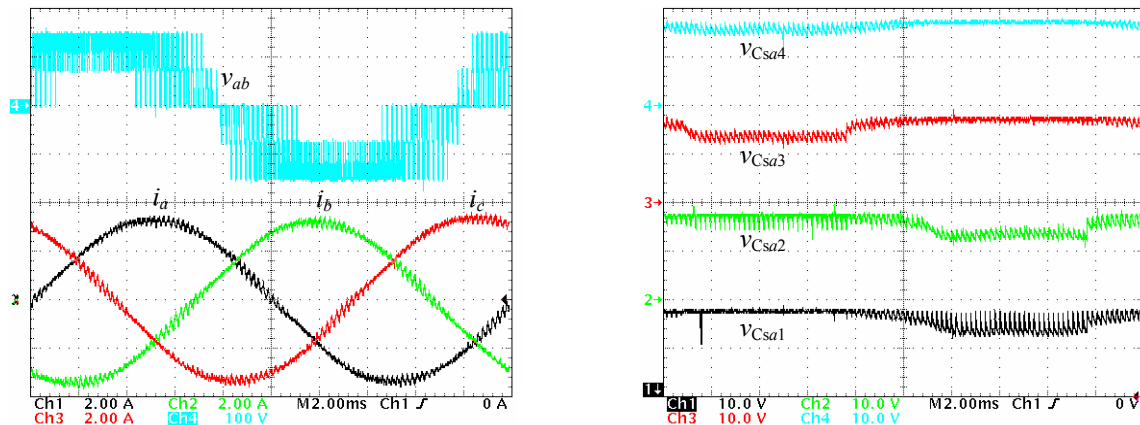 v_ab
4
i_a i_b i_c
Ch1 2.00 A Ch2 2.00 A M2.00ms Ch1 0 A
Ch3 2.00 A Ch4 100 V
v_Csa4
4
v_Csa3
3
v_Csa2
2
v_Csa1
1
Ch1 10.0 V Ch2 10.0 V M2.00ms Ch1 0 V
Ch3 10.0 V Ch4 10.0 V